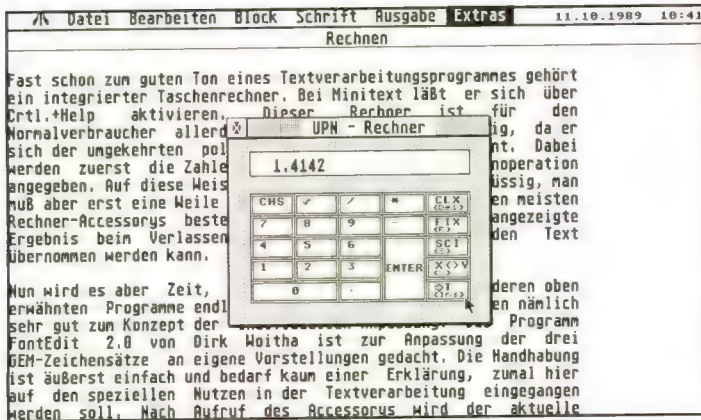 Datei Bearbeiten Block Schrift Ausgabe Extras 11.10.1989 10:41
Rechnen
Fast schon zum guten Ton eines Textverarbeitungsprogrammes gehört
ein integrierter Taschenrechner. Bei Minitext läßt er sich über
Crtl.+Help aktivieren. Dieser Rechner ist für den
Normalverbraucher allerd ig, da er
sich der umgekehrten pol nt. Dabei
werden zuerst die Zahle noperation
angegeben. Auf diese Weis üssig, man
muß aber erst eine Weile en meisten
Rechner-Accessorys beste angezeigte
Ergebnis beim Verlassen den Text
übernommen werden kann.
UPN - Rechner
1.4142
CHS / * CLX
7 8 9 - FIX
4 5 6 SCI
1 2 3 ENTER X<>Y
0 .
Nun wird es aber Zeit, deren oben
erwähnten Programme endl en nämlich
sehr gut zum Konzept der Programm
FontEdit 2.0 von Dirk Woitha ist zur Anpassung der drei
GEM-Zeichensätze an eigene Vorstellungen gedacht. Die Handhabung
ist äußerst einfach und bedarf kaum einer Erklärung, zumal hier
auf den speziellen Nutzen in der Textverarbeitung eingegangen
werden soll. Nach Aufruf des Accessorys wird der aktuelle